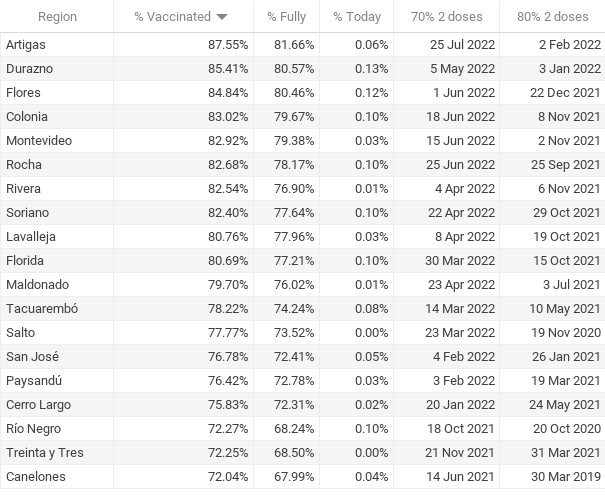 Region % Vaccinated % Fully % Today 70% 2 doses 80% 2 doses
Artigas 87.55% 81.66% 0.06% 25 Jul 2022 2 Feb 2022
Durazno 85.41% 80.57% 0.13% 5 May 2022 3 Jan 2022
Flores 84.84% 80.46% 0.12% 1 Jun 2022 22 Dec 2021
Colonia 83.02% 79.67% 0.10% 18 Jun 2022 8 Nov 2021
Montevideo 82.92% 79.38% 0.03% 15 Jun 2022 2 Nov 2021
Rocha 82.68% 78.17% 0.10% 25 Jun 2022 25 Sep 2021
Rivera 82.54% 76.90% 0.01% 4 Apr 2022 6 Nov 2021
Soriano 82.40% 77.64% 0.10% 22 Apr 2022 29 Oct 2021
Lavalleja 80.76% 77.96% 0.03% 8 Apr 2022 19 Oct 2021
Florida 80.69% 77.21% 0.10% 30 Mar 2022 15 Oct 2021
Maldonado 79.70% 76.02% 0.01% 23 Apr 2022 3 Jul 2021
Tacuarembó 78.22% 74.24% 0.08% 14 Mar 2022 10 May 2021
Salto 77.77% 73.52% 0.00% 23 Mar 2022 19 Nov 2020
San José 76.78% 72.41% 0.05% 4 Feb 2022 26 Jan 2021
Paysandú 76.42% 72.78% 0.03% 3 Feb 2022 19 Mar 2021
Cerro Largo 75.83% 72.31% 0.02% 20 Jan 2022 24 May 2021
Río Negro 72.27% 68.24% 0.10% 18 Oct 2021 20 Oct 2020
Treinta y Tres 72.25% 68.50% 0.00% 21 Nov 2021 31 Mar 2021
Canelones 72.04% 67.99% 0.04% 14 Jun 2021 30 Mar 2019